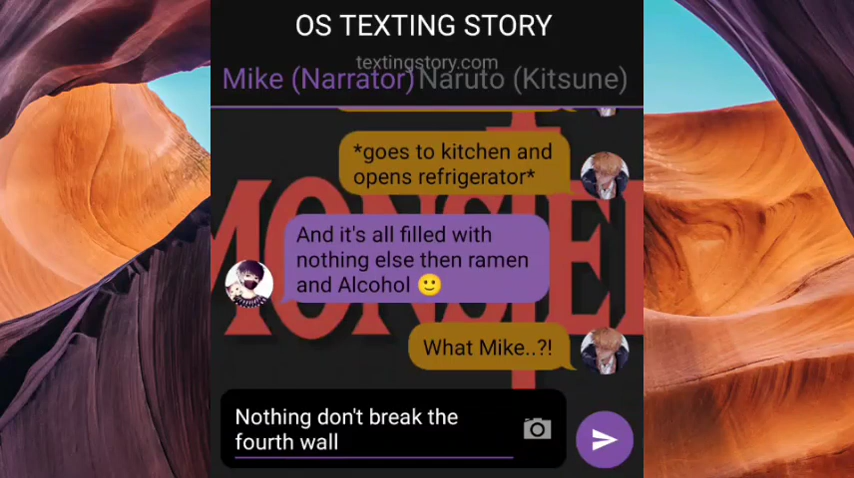 OS TEXTING STORY
textingstory.com
Mike (Narrator) Naruto (Kitsune)
*goes to kitchen and
opens refrigerator*
MONSTER
And it's all filled with
nothing else then ramen
and Alcohol 🙂
What Mike..?!
Nothing don't break the
fourth wall